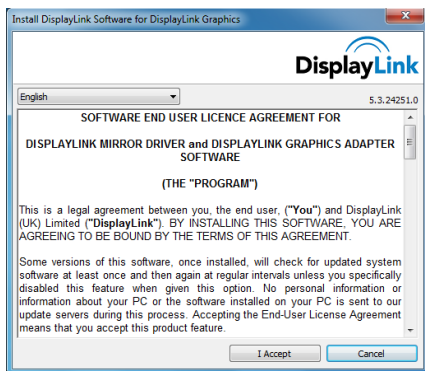 Install DisplayLink Software for DisplayLink Graphics
DisplayLink
English
5.3.24251.0
SOFTWARE END USER LICENCE AGREEMENT FOR
DISPLAYLINK MIRROR DRIVER and DISPLAYLINK GRAPHICS ADAPTER
SOFTWARE
(THE "PROGRAM")
This is a legal agreement between you, the end user, ("You") and DisplayLink
(UK) Limited ("DisplayLink"). BY INSTALLING THIS SOFTWARE, YOU ARE
AGREEING TO BE BOUND BY THE TERMS OF THIS AGREEMENT.
Some versions of this software, once installed, will check for updated system
software at least once and then again at regular intervals unless you specifically
disabled this feature when given this option. No personal information or
information about your PC or the software installed on your PC is sent to our
update servers during this process. Accepting the End-User License Agreement
means that you accept this product feature.
I Accept
Cancel